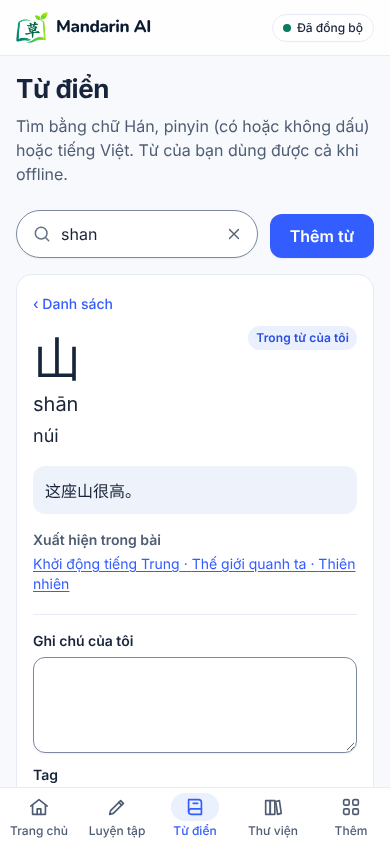 草
Mandarin AI
Đã đồng bộ
Từ điển
Tìm bằng chữ Hán, pinyin (có hoặc không dấu)
hoặc tiếng Việt. Từ của bạn dùng được cả khi
offline.
shan
Thêm từ
‹ Danh sách
Trong từ của tôi
山
shān
núi
这座山很高。
Xuất hiện trong bài
Khởi động tiếng Trung · Thế giới quanh ta · Thiên
nhiên
Ghi chú của tôi
Tag
Trang chủ
Luyện tập
Từ điển
Thư viện
Thêm